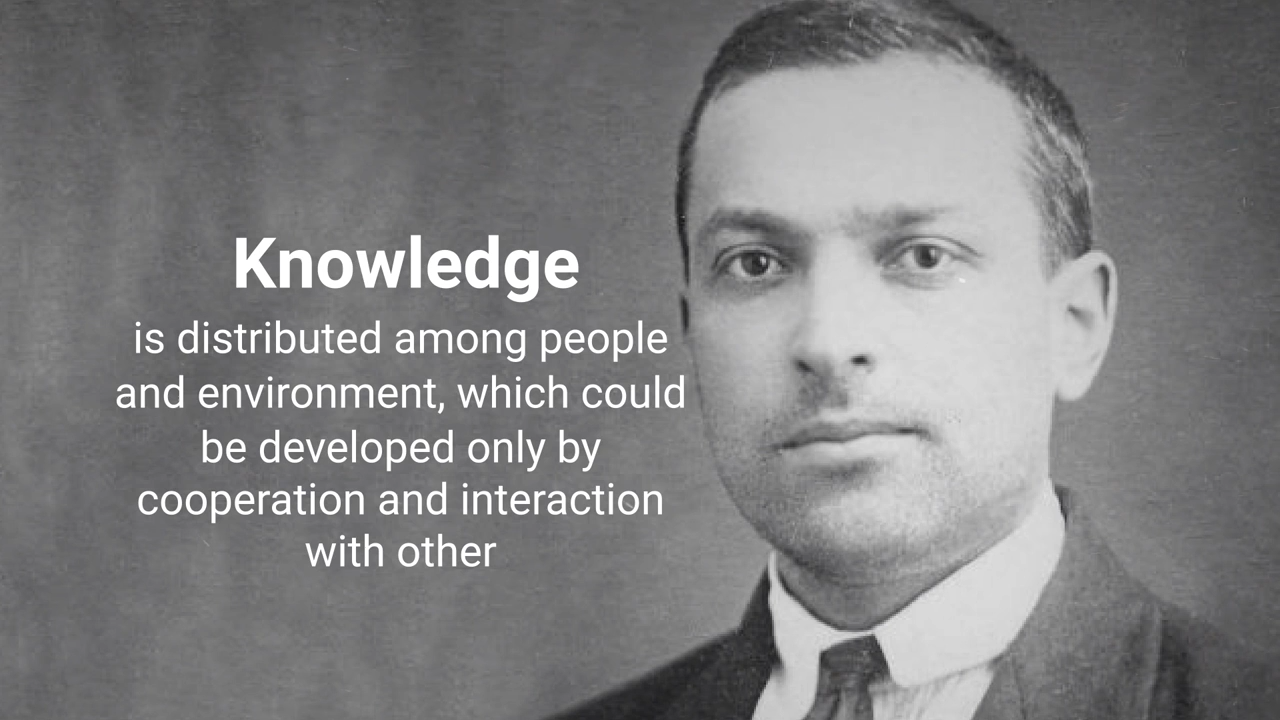 Knowledge
is distributed among people
and environment, which could
be developed only by
cooperation and interaction
with other